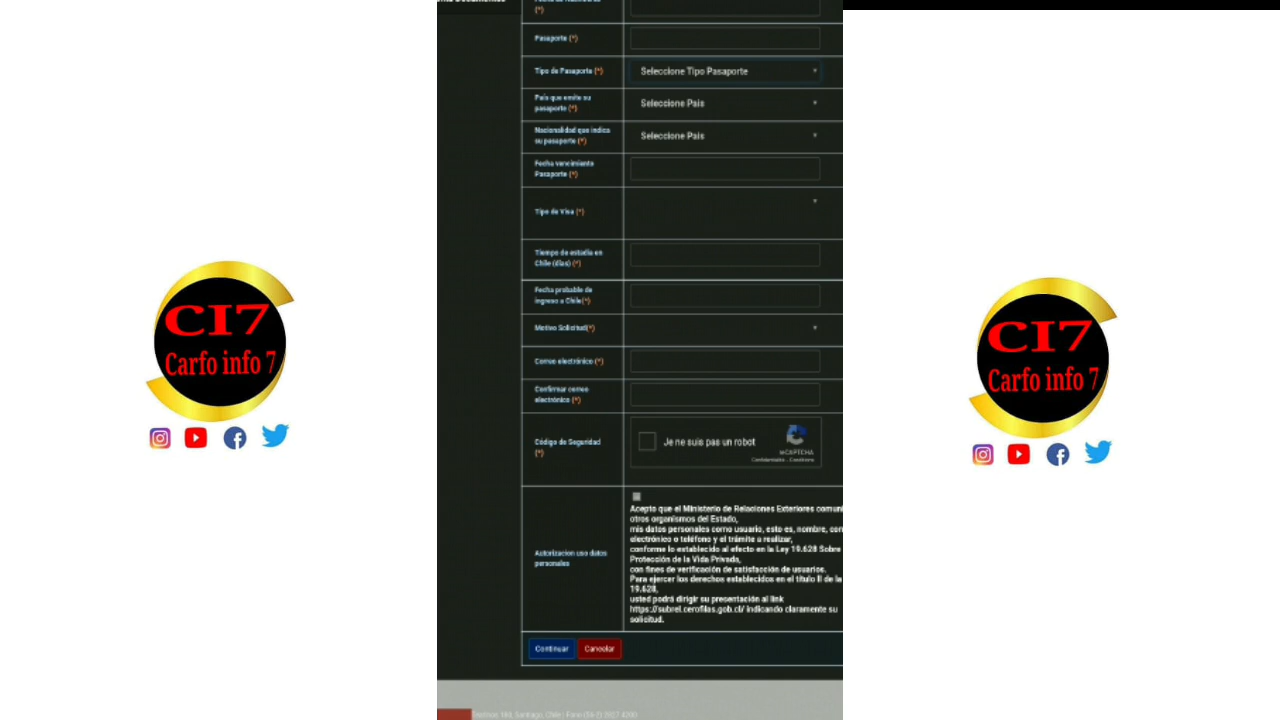 (*)
Pasaporte (*)
Tipo de Pasaporte (*)
Seleccione Tipo Pasaporte
País que emite su
pasaporte (*)
Seleccione País
Nacionalidad que indica
su pasaporte (*)
Seleccione País
Fecha vencimiento
Pasaporte (*)
Tipo de Visa (*)
Tiempo de estadía en
Chile (días) (*)
Fecha probable de
ingreso a Chile(*)
Motivo Solicitud(*)
Correo electrónico (*)
Confirmar correo
electrónico (*)
Código de Seguridad
(*)
Je ne suis pas un robot
reCAPTCHA
Confidentialité - Conditions
Autorizacion uso datos
personales
Acepto que el Ministerio de Relaciones Exteriores comuni
otros organismos del Estado,
mis datos personales como usuario, esto es, nombre, cor
electrónico o teléfono y el trámite a realizar,
conforme lo establecido al efecto en la Ley 19.628 Sobre
Protección de la Vida Privada,
con fines de verificación de satisfacción de usuarios.
Para ejercer los derechos establecidos en el título II de la
19.628,
usted podrá dirigir su presentación al link
https://subrel.cerofilas.gob.cl/ indicando claramente su
solicitud.
Continuar
Cancelar
CI7
Carfo info 7
CI7
Carfo info 7